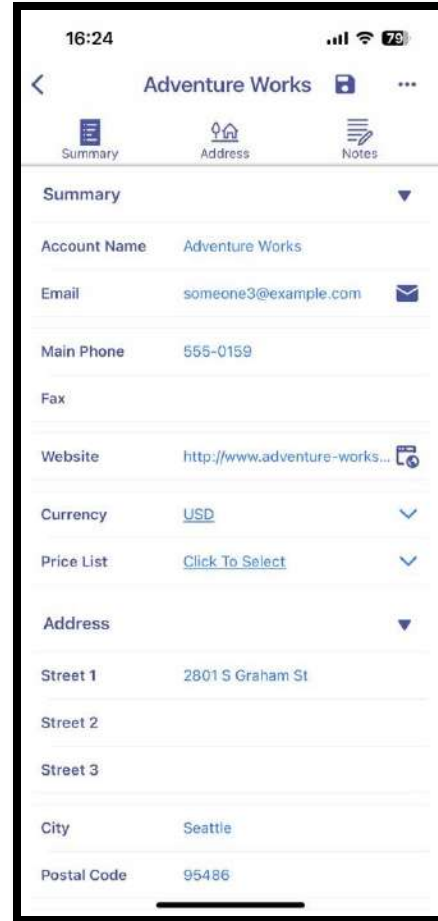 16:24 79
Adventure Works
Summary Address Notes
Summary
Account Name Adventure Works
Email someone3@example.com
Main Phone 555-0159
Fax
Website http://www.adventure-works...
Currency USD
Price List Click To Select
Address
Street 1 2801 S Graham St
Street 2
Street 3
City Seattle
Postal Code 95486